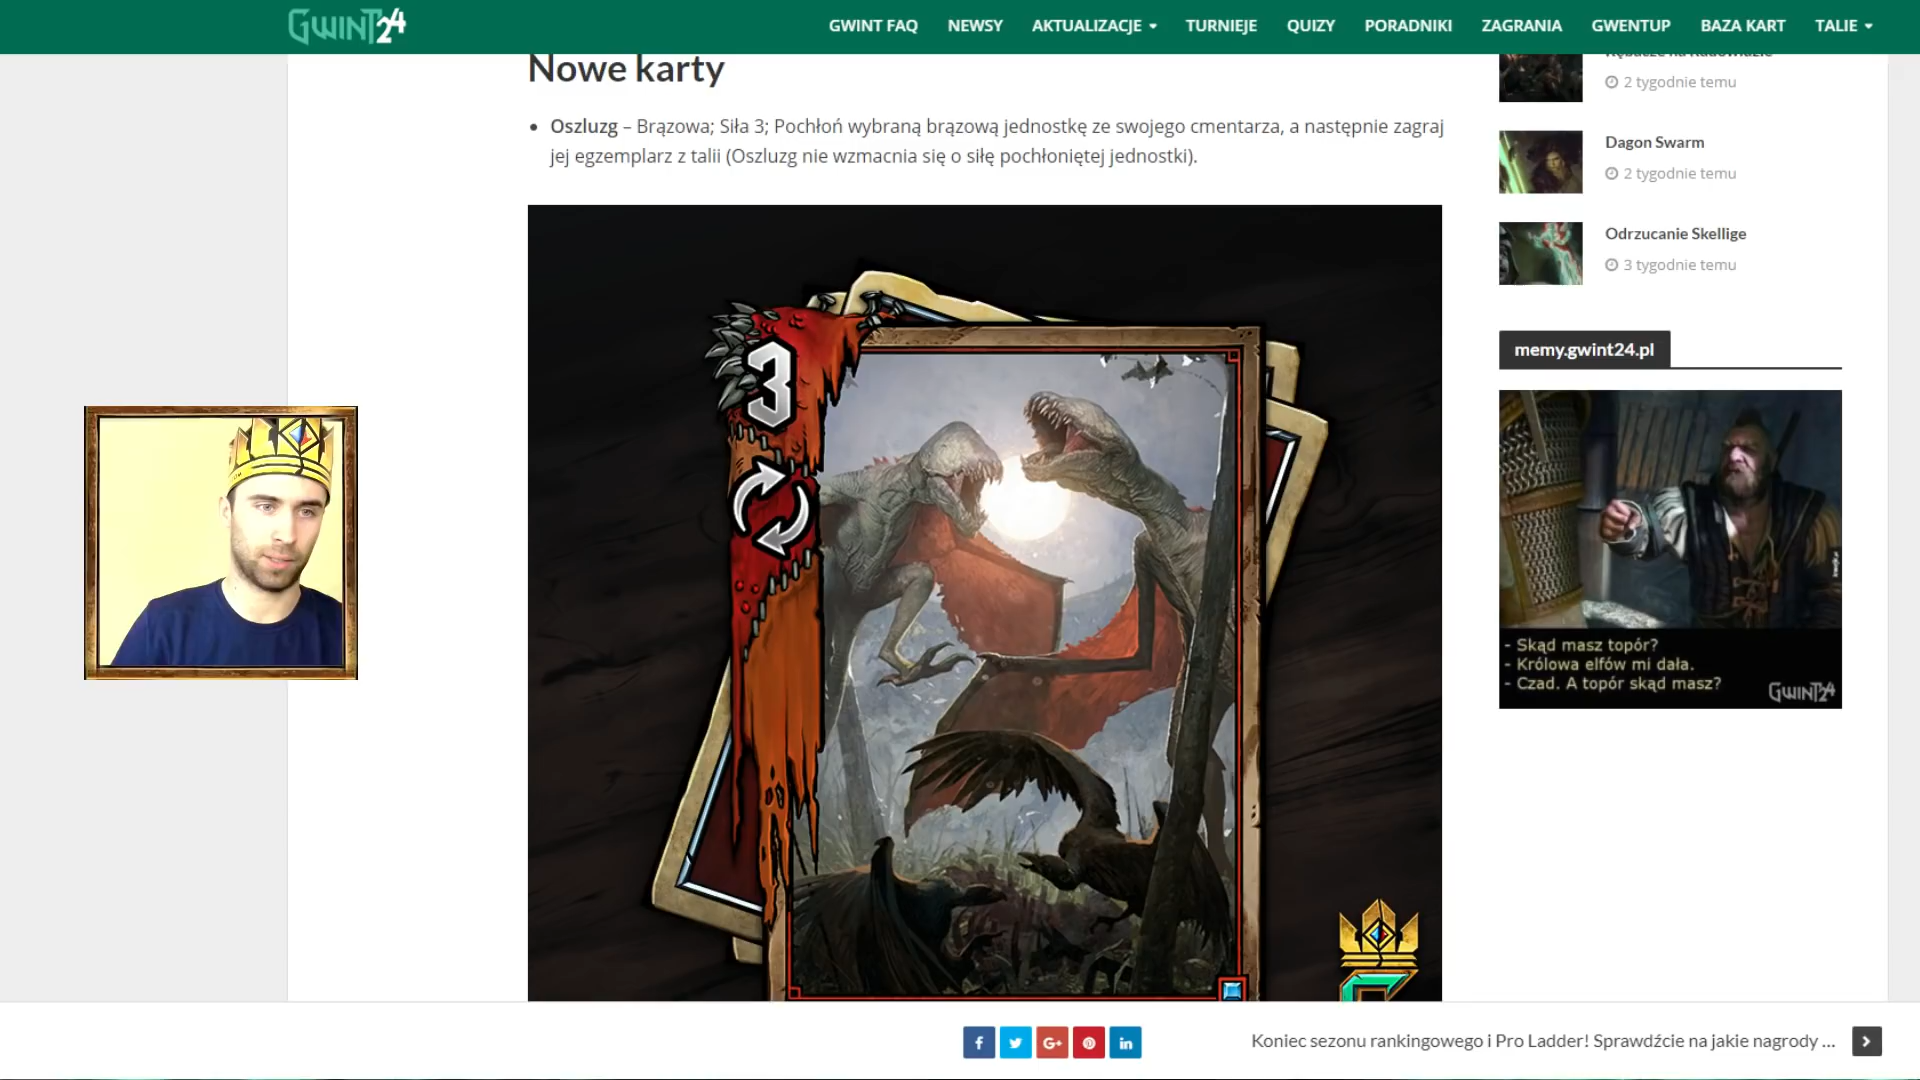 GWINT24
GWINT FAQ NEWSY AKTUALIZACJE TURNIEJE QUIZY PORADNIKI ZAGRANIA GWENTUP BAZA KART TALIE
Nowe karty
Oszluzg – Brązowa; Siła 3; Pochłoń wybraną brązową jednostkę ze swojego cmentarza, a następnie zagraj
jej egzemplarz z talii (Oszluzg nie wzmacnia się o siłę pochłoniętej jednostki).
3
2 tygodnie temu
Dagon Swarm
2 tygodnie temu
Odrzucanie Skellige
3 tygodnie temu
memy.gwint24.pl
- Skąd masz topór?
- Królowa elfów mi dała.
- Czad. A topór skąd masz?
GWINT24
Koniec sezonu rankingowego i Pro Ladder! Sprawdźcie na jakie nagrody ...